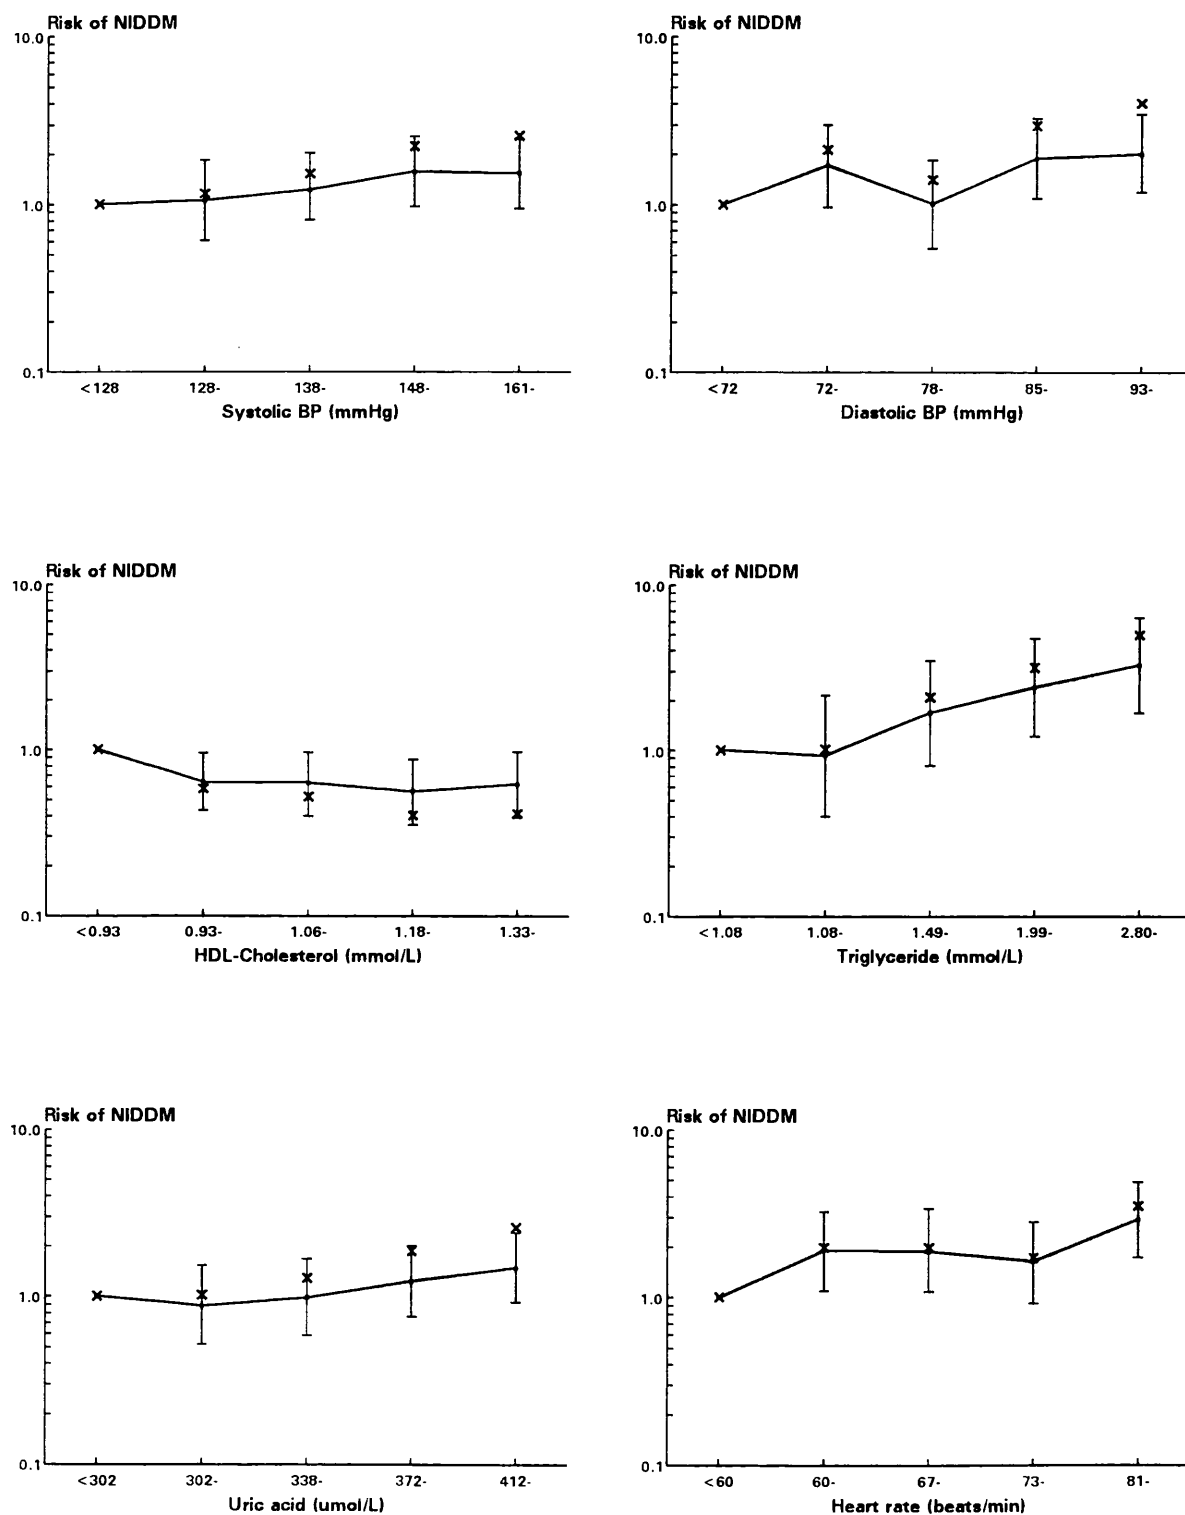 Risk of NIDDM
10.0
1.0
0.1
<128 128- 138- 148- 161-
Systolic BP (mmHg)
Risk of NIDDM
10.0
1.0
0.1
<72 72- 78- 85- 93-
Diastolic BP (mmHg)
Risk of NIDDM
10.0
1.0
0.1
<0.93 0.93- 1.06- 1.18- 1.33-
HDL-Cholesterol (mmol/L)
Risk of NIDDM
10.0
1.0
0.1
<1.08 1.08- 1.49- 1.99- 2.80-
Triglyceride (mmol/L)
Risk of NIDDM
10.0
1.0
0.1
<302 302- 338- 372- 412-
Uric acid (umol/L)
Risk of NIDDM
10.0
1.0
0.1
<60 60- 67- 73- 81-
Heart rate (beats/min)